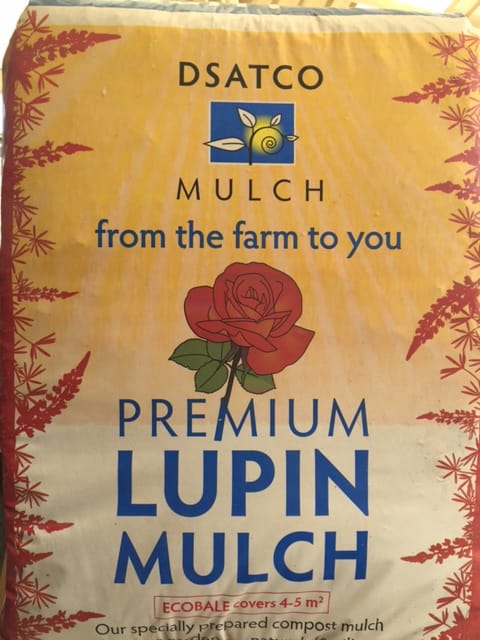 DSATCO
MULCH
from the farm to you
PREMIUM
LUPIN
MULCH
ECOBALE covers 4-5 m²
Our specially prepared compost mulch